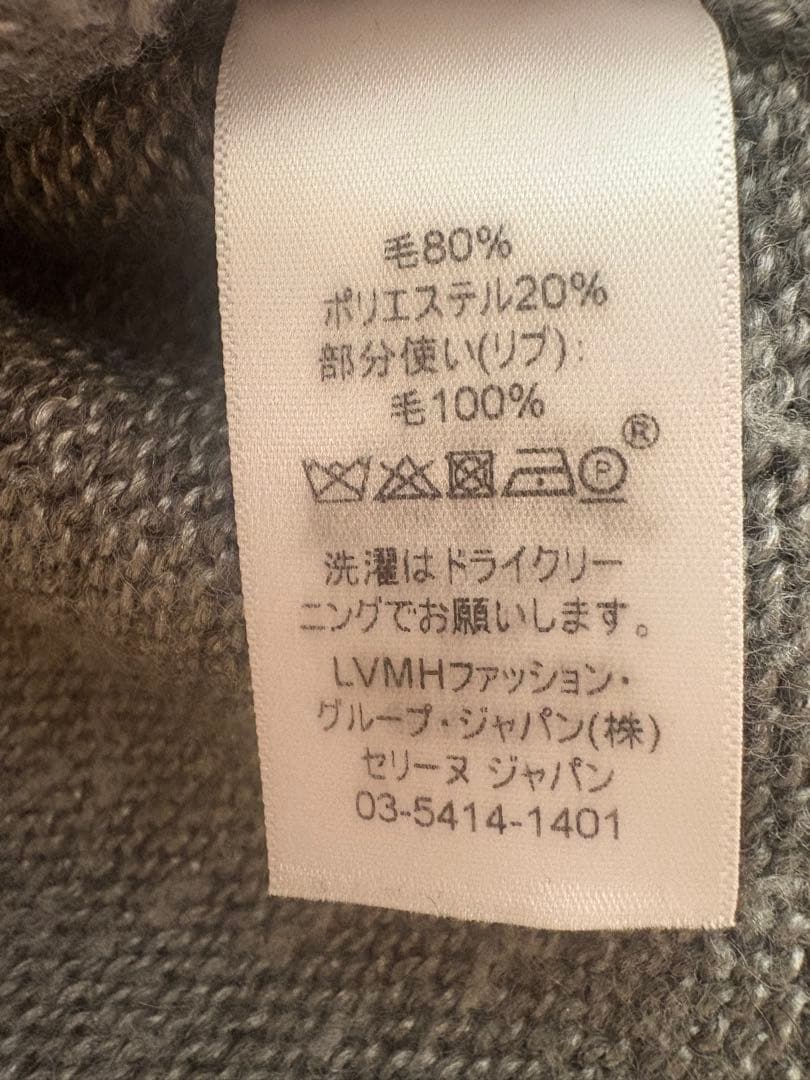 毛80%
ポリエステル20%
部分使い(リブ):
毛100%
P ®
洗濯はドライクリー
ニングでお願いします。
LVMHファッション・
グループ・ジャパン(株)
セリーヌ ジャパン
03-5414-1401